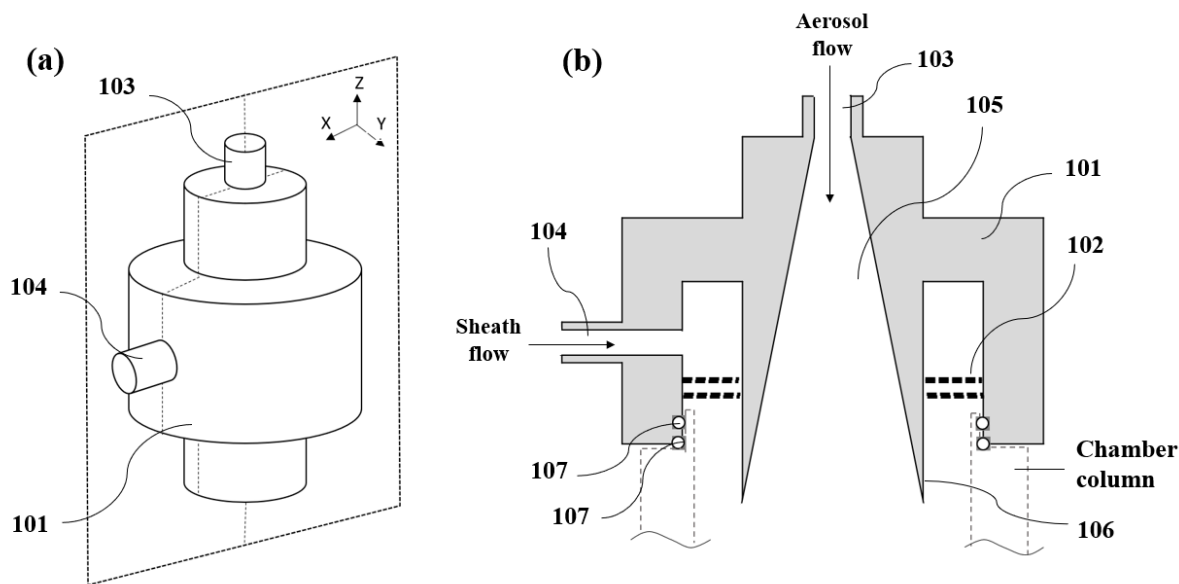 (a)
103
Z
X
Y
104
101
(b)
Aerosol
flow
103
105
101
102
104
Sheath
flow
107
107
Chamber
column
106